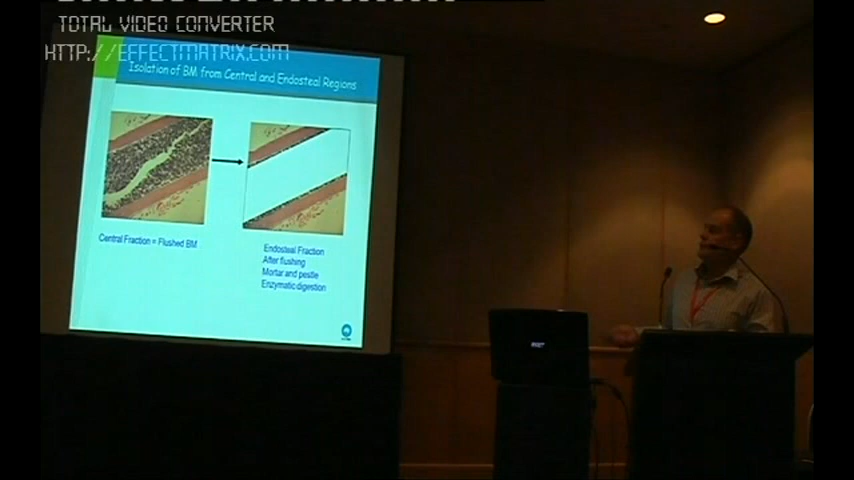 TOTAL VIDEO CONVERTER
HTTP://EFFECTMATRIX.COM
Isolation of BM from Central and Endosteal Regions
Central Fraction = Flushed BM
Endosteal Fraction
After flushing
Mortar and pestle
Enzymatic digestion
acer